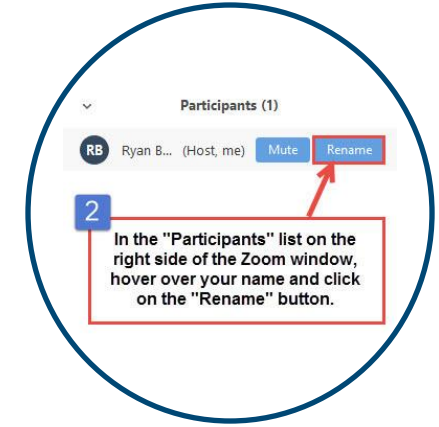 Participants (1)
RB Ryan B... (Host, me) Mute Rename
2
In the "Participants" list on the
right side of the Zoom window,
hover over your name and click
on the "Rename" button.